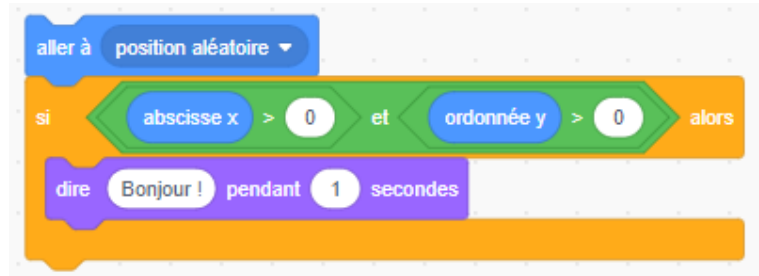 aller à position aléatoire
si abscisse x > 0 et ordonnée y > 0 alors
dire Bonjour ! pendant 1 secondes